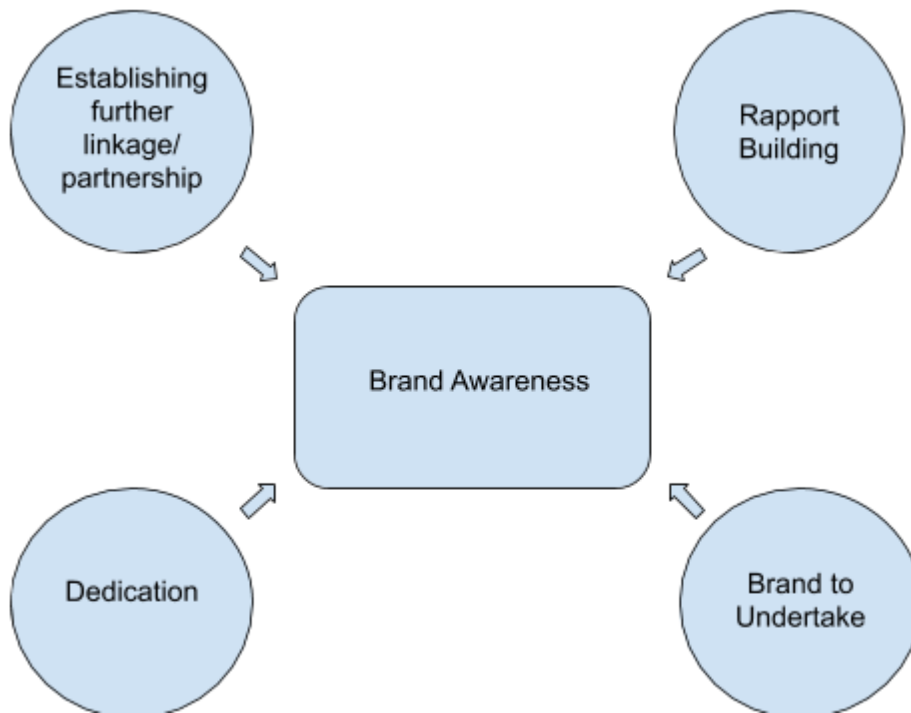 Establishing
further
linkage/
partnership
Rapport
Building
Brand Awareness
Dedication
Brand to
Undertake